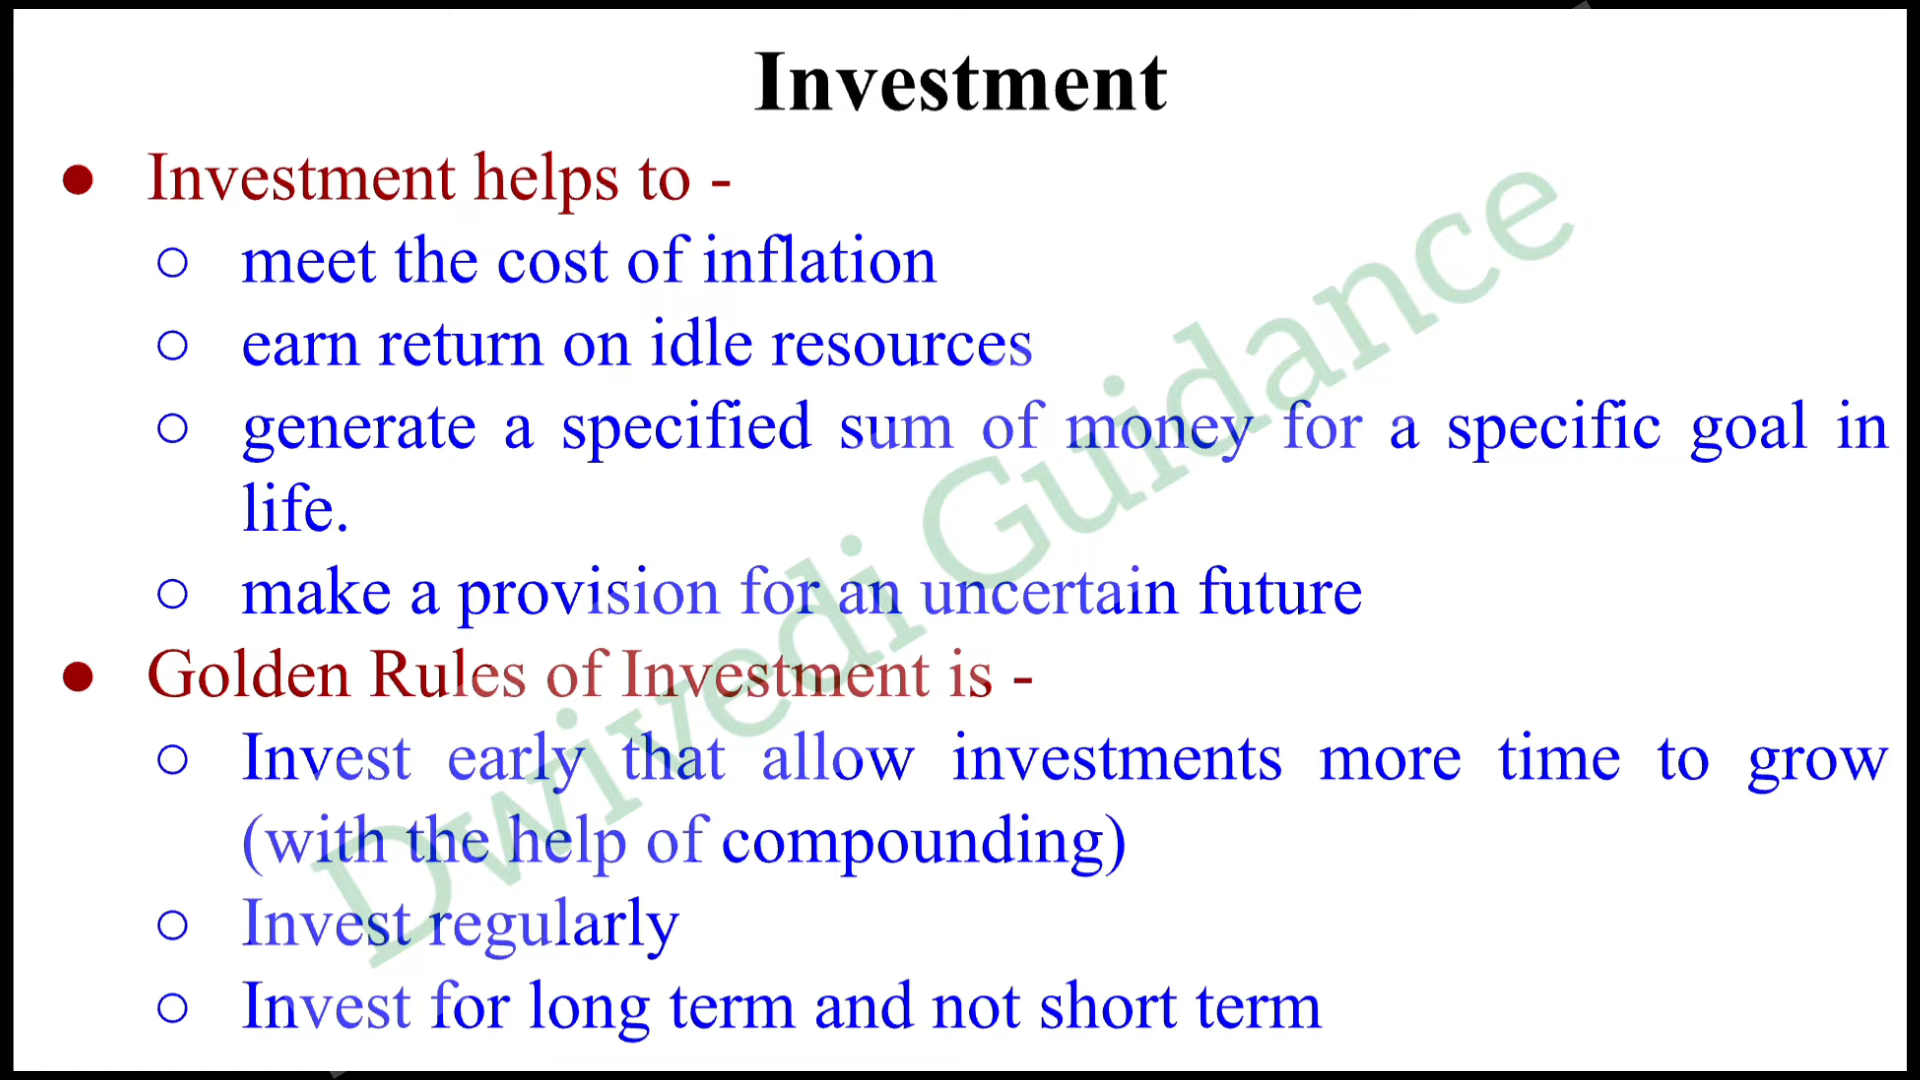 Investment
● Investment helps to -
○ meet the cost of inflation
○ earn return on idle resources
○ generate a specified sum of money for a specific goal in
life.
○ make a provision for an uncertain future
● Golden Rules of Investment is -
○ Invest early that allow investments more time to grow
(with the help of compounding)
○ Invest regularly
○ Invest for long term and not short term
Dwivedi Guidance